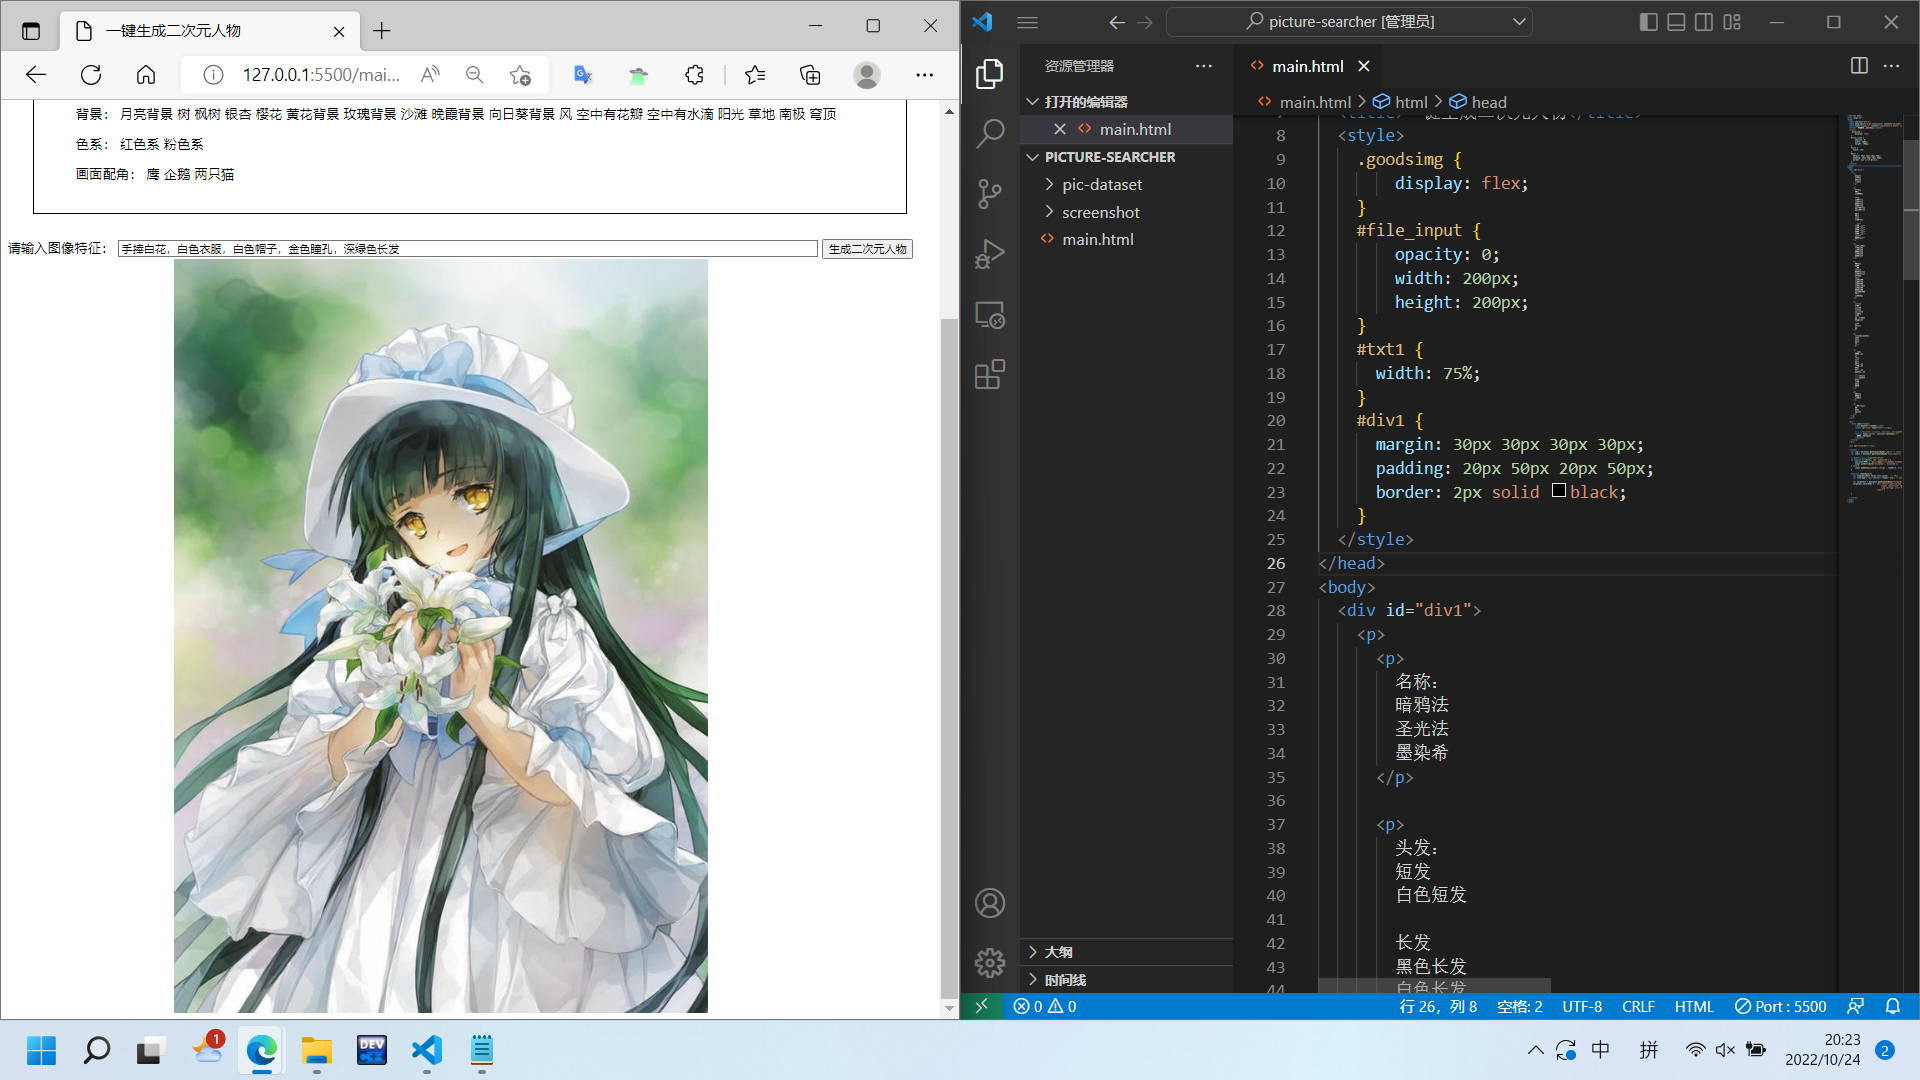 一键生成二次元人物
127.0.0.1:5500/mai...
背景： 月亮背景 树 枫树 银杏 樱花 黄花背景 玫瑰背景 沙滩 晚霞背景 向日葵背景 风 空中有花瓣 空中有水滴 阳光 草地 南极 穹顶
色系： 红色系 粉色系
画面配角： 鹰 企鹅 两只猫
请输入图像特征：
手捧白花，白色衣服，白色帽子，金色瞳孔，深绿色长发
生成二次元人物
picture-searcher [管理员]
资源管理器
打开的编辑器
main.html
PICTURE-SEARCHER
pic-dataset
screenshot
main.html
大纲
时间线
main.html
main.html > html > head
8 <style>
9 .goodsimg {
10 display: flex;
11 }
12 #file_input {
13 opacity: 0;
14 width: 200px;
15 height: 200px;
16 }
17 #txt1 {
18 width: 75%;
19 }
20 #div1 {
21 margin: 30px 30px 30px 30px;
22 padding: 20px 50px 20px 50px;
23 border: 2px solid black;
24 }
25 </style>
26 </head>
27 <body>
28 <div id="div1">
29 <p>
30 <p>
31 名称：
32 暗鸦法
33 圣光法
34 墨染希
35 </p>
36
37 <p>
38 头发：
39 短发
40 白色短发
41
42 长发
43 黑色长发
44 白色长发
0 0
行 26，列 8
空格: 2
UTF-8
CRLF
HTML
Port : 5500
1
DEV
C++
中
拼
20:23
2022/10/24
2